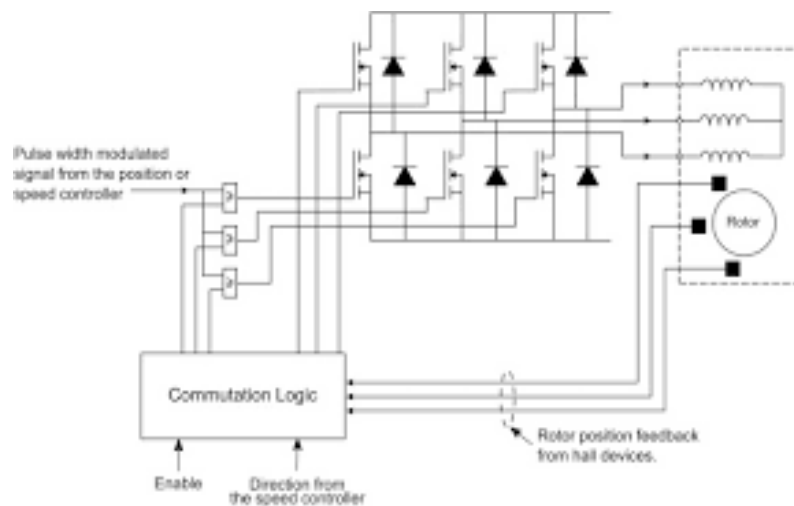 Pulse width modulated
signal from the position or
speed controller
Rotor
Commutation Logic
Rotor position feedback
from hall devices.
Enable
Direction from
the speed controller